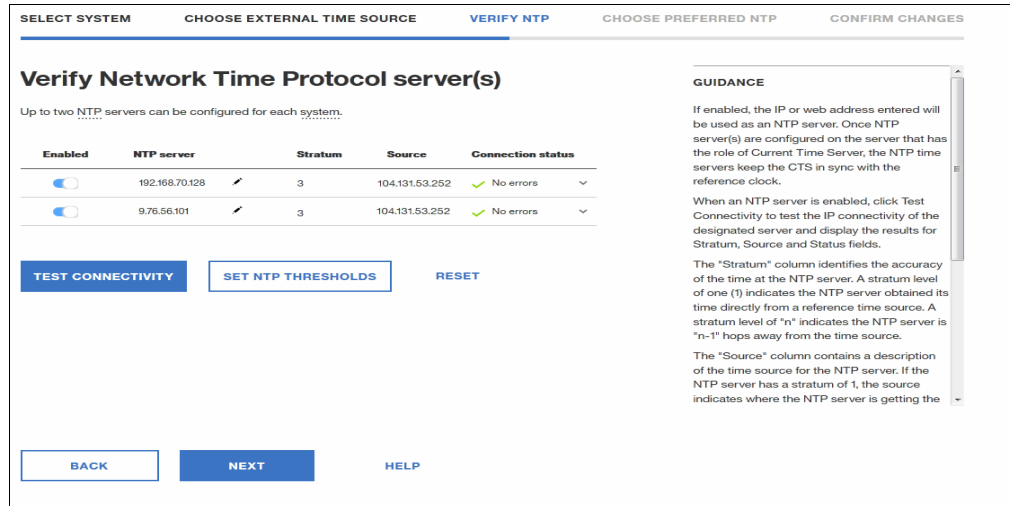 SELECT SYSTEM CHOOSE EXTERNAL TIME SOURCE VERIFY NTP CHOOSE PREFERRED NTP CONFIRM CHANGES
Verify Network Time Protocol server(s)
Up to two NTP servers can be configured for each system.
Enabled NTP server Stratum Source Connection status
192.168.70.128 3 104.131.53.252 No errors
9.76.56.101 3 104.131.53.252 No errors
TEST CONNECTIVITY SET NTP THRESHOLDS RESET
GUIDANCE
If enabled, the IP or web address entered will
be used as an NTP server. Once NTP
server(s) are configured on the server that has
the role of Current Time Server, the NTP time
servers keep the CTS in sync with the
reference clock.
When an NTP server is enabled, click Test
Connectivity to test the IP connectivity of the
designated server and display the results for
Stratum, Source and Status fields.
The "Stratum" column identifies the accuracy
of the time at the NTP server. A stratum level
of one (1) indicates the NTP server obtained its
time directly from a reference time source. A
stratum level of "n" indicates the NTP server is
"n-1" hops away from the time source.
The "Source" column contains a description
of the time source for the NTP server. If the
NTP server has a stratum of 1, the source
indicates where the NTP server is getting the
BACK NEXT HELP